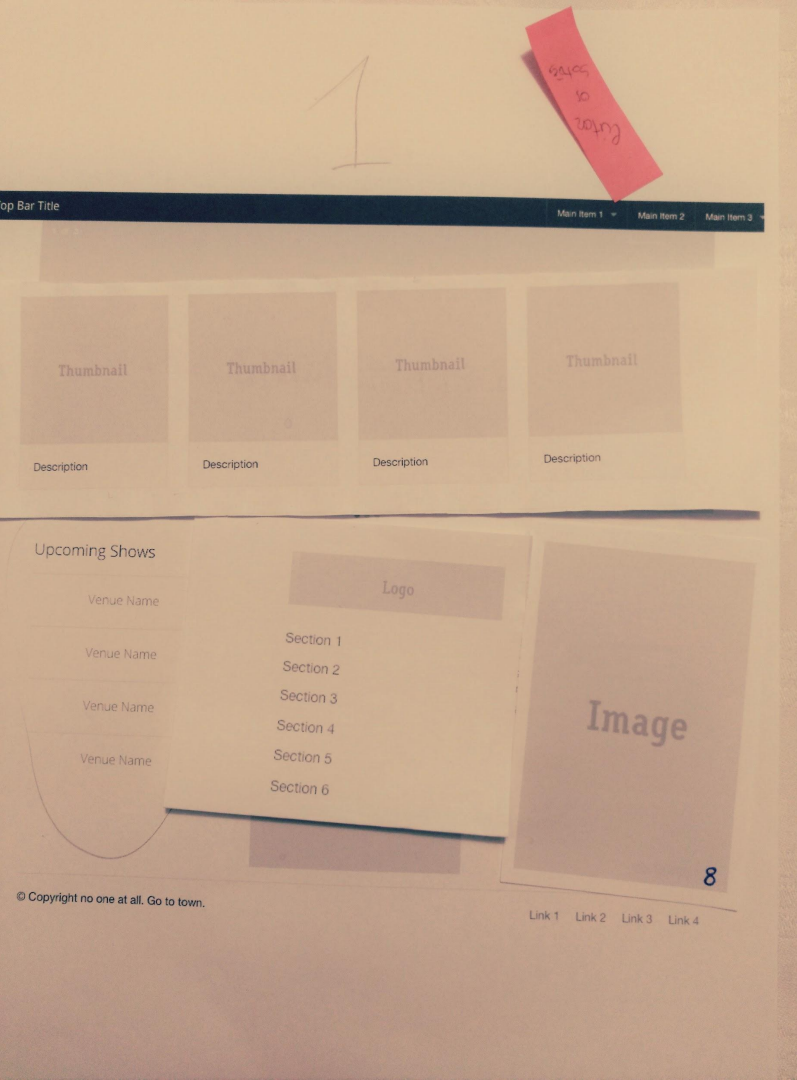 1
op Bar Title
Main Item 1 Main Item 2 Main Item 3
Thumbnail Thumbnail Thumbnail Thumbnail
Description Description Description Description
Upcoming Shows
Venue Name
Venue Name
Venue Name
Venue Name
Logo
Section 1
Section 2
Section 3
Section 4
Section 5
Section 6
Image
8
© Copyright no one at all. Go to town.
Link 1 Link 2 Link 3 Link 4